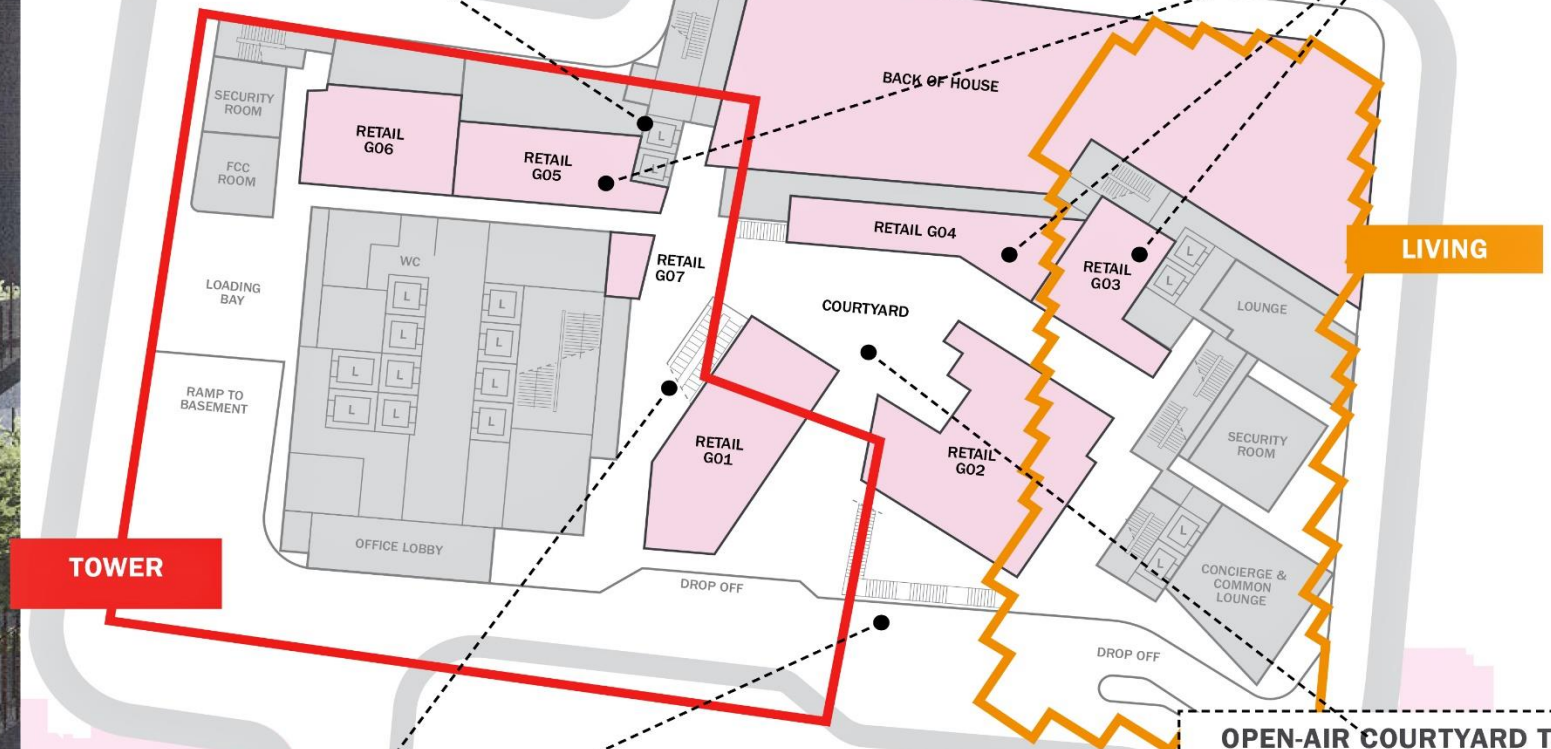 BACK OF HOUSE
SECURITY
ROOM
RETAIL
G06
RETAIL
G05
L
L
FCC
ROOM
RETAIL G04
LIVING
RETAIL
G03
L
L
LOUNGE
WC
RETAIL
G07
LOADING
BAY
COURTYARD
L
L
L
L
L
L
L
L
L
L
RAMP TO
BASEMENT
RETAIL
G01
RETAIL
G02
SECURITY
ROOM
OFFICE LOBBY
TOWER
DROP OFF
L
L
CONCIERGE &
COMMON
LOUNGE
DROP OFF
OPEN-AIR COURTYARD T